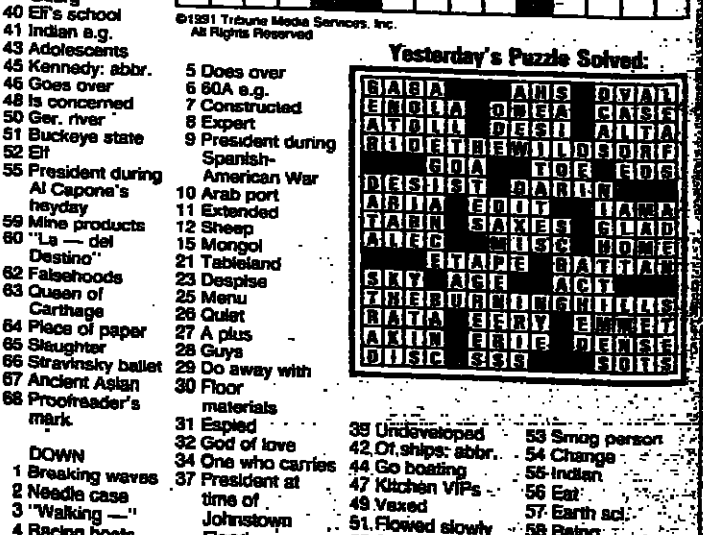 40 Eli's school
41 Indian e.g.
43 Adolescents
45 Kennedy: abbr.
46 Goes over
48 Is concerned
50 Ger. river
51 Buckeye state
52 Elf
55 President during
Al Capone's
heyday
59 Mine products
60 "La — del
Destino"
62 Falsehoods
63 Queen of
Carthage
64 Piece of paper
65 Slaughter
66 Stravinsky ballet
67 Ancient Asian
68 Proofreader's
mark
DOWN
1 Breaking waves
2 Needle case
3 "Walking —"
4 Racing boats
©1991 Tribune Media Services, Inc.
All Rights Reserved
5 Does over
6 60A e.g.
7 Constructed
8 Expert
9 President during
Spanish-
American War
10 Arab port
11 Extended
12 Sheep
15 Mongol
21 Tableland
23 Despise
25 Menu
26 Quiet
27 A plus
28 Guys
29 Do away with
30 Floor
materials
31 Espied
32 God of love
34 One who carries
37 President at
time of
Johnstown
Flood
Yesterday's Puzzle Solved:
GAGA AHS OVAL
ENOLA ONEA CASE
ATOLL DESI ALTA
RIDETHEWILDSURF
GOA TOE EDS
DESIST DARIN
ARIA EDIT IAMA
TARN SAXES GLAD
ALEC MISC HOME
ETAPE RATTAN
SKY AGE ACT
THEBURNINGHILLS
RATA EERY EMMET
AKIN ERIE DENSE
DISC SSS SOTS
39 Undeveloped
42 Of ships: abbr.
44 Go boating
47 Kitchen VIPs
49 Vexed
51 Flowed slowly
53 Smug person
54 Change
55 Indian
56 Eat
57 Earth sci.
58 Being